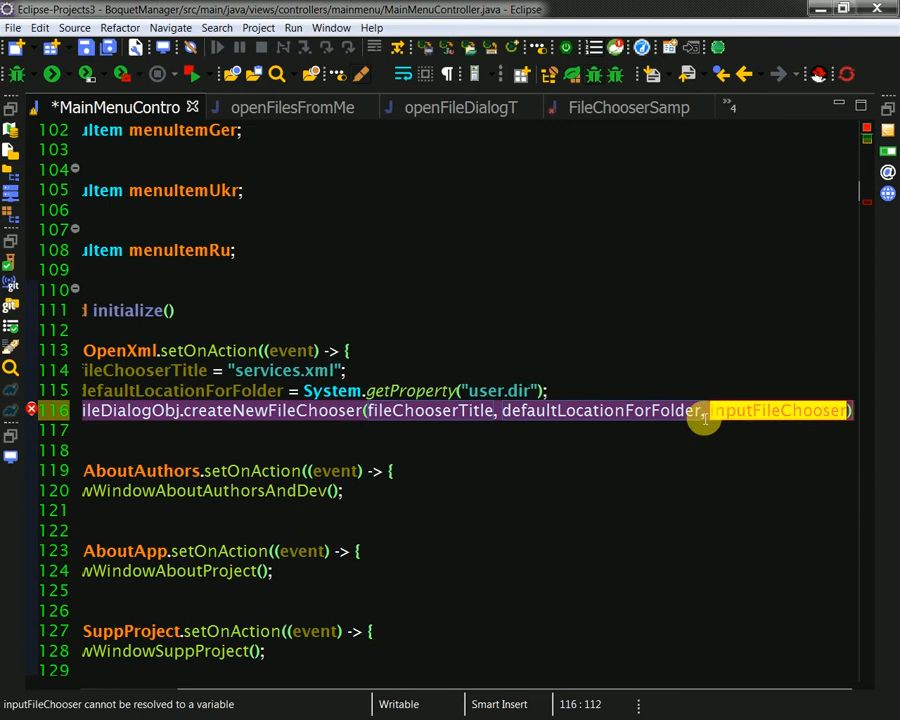 Eclipse-Projects3 - BoquetManager/src/main/java/views/controllers/mainmenu/MainMenuController.java - Eclipse
File Edit Source Refactor Navigate Search Project Run Window Help
*MainMenuContro openFilesFromMe openFileDialogT FileChooserSamp »4
102 uItem menuItemGer;
103
104
105 uItem menuItemUkr;
106
107
108 uItem menuItemRu;
109
110
111 d initialize()
112
113 OpenXml.setOnAction((event) -> {
114 ileChooserTitle = "services.xml";
115 defaultLocationForFolder = System.getProperty("user.dir");
116 ileDialogObj.createNewFileChooser(fileChooserTitle, defaultLocationForFolder, inputFileChooser)
117
118
119 AboutAuthors.setOnAction((event) -> {
120 wWindowAboutAuthorsAndDev();
121
122
123 AboutApp.setOnAction((event) -> {
124 wWindowAboutProject();
125
126
127 SuppProject.setOnAction((event) -> {
128 wWindowSuppProject();
129
inputFileChooser cannot be resolved to a variable Writable Smart Insert 116 : 112